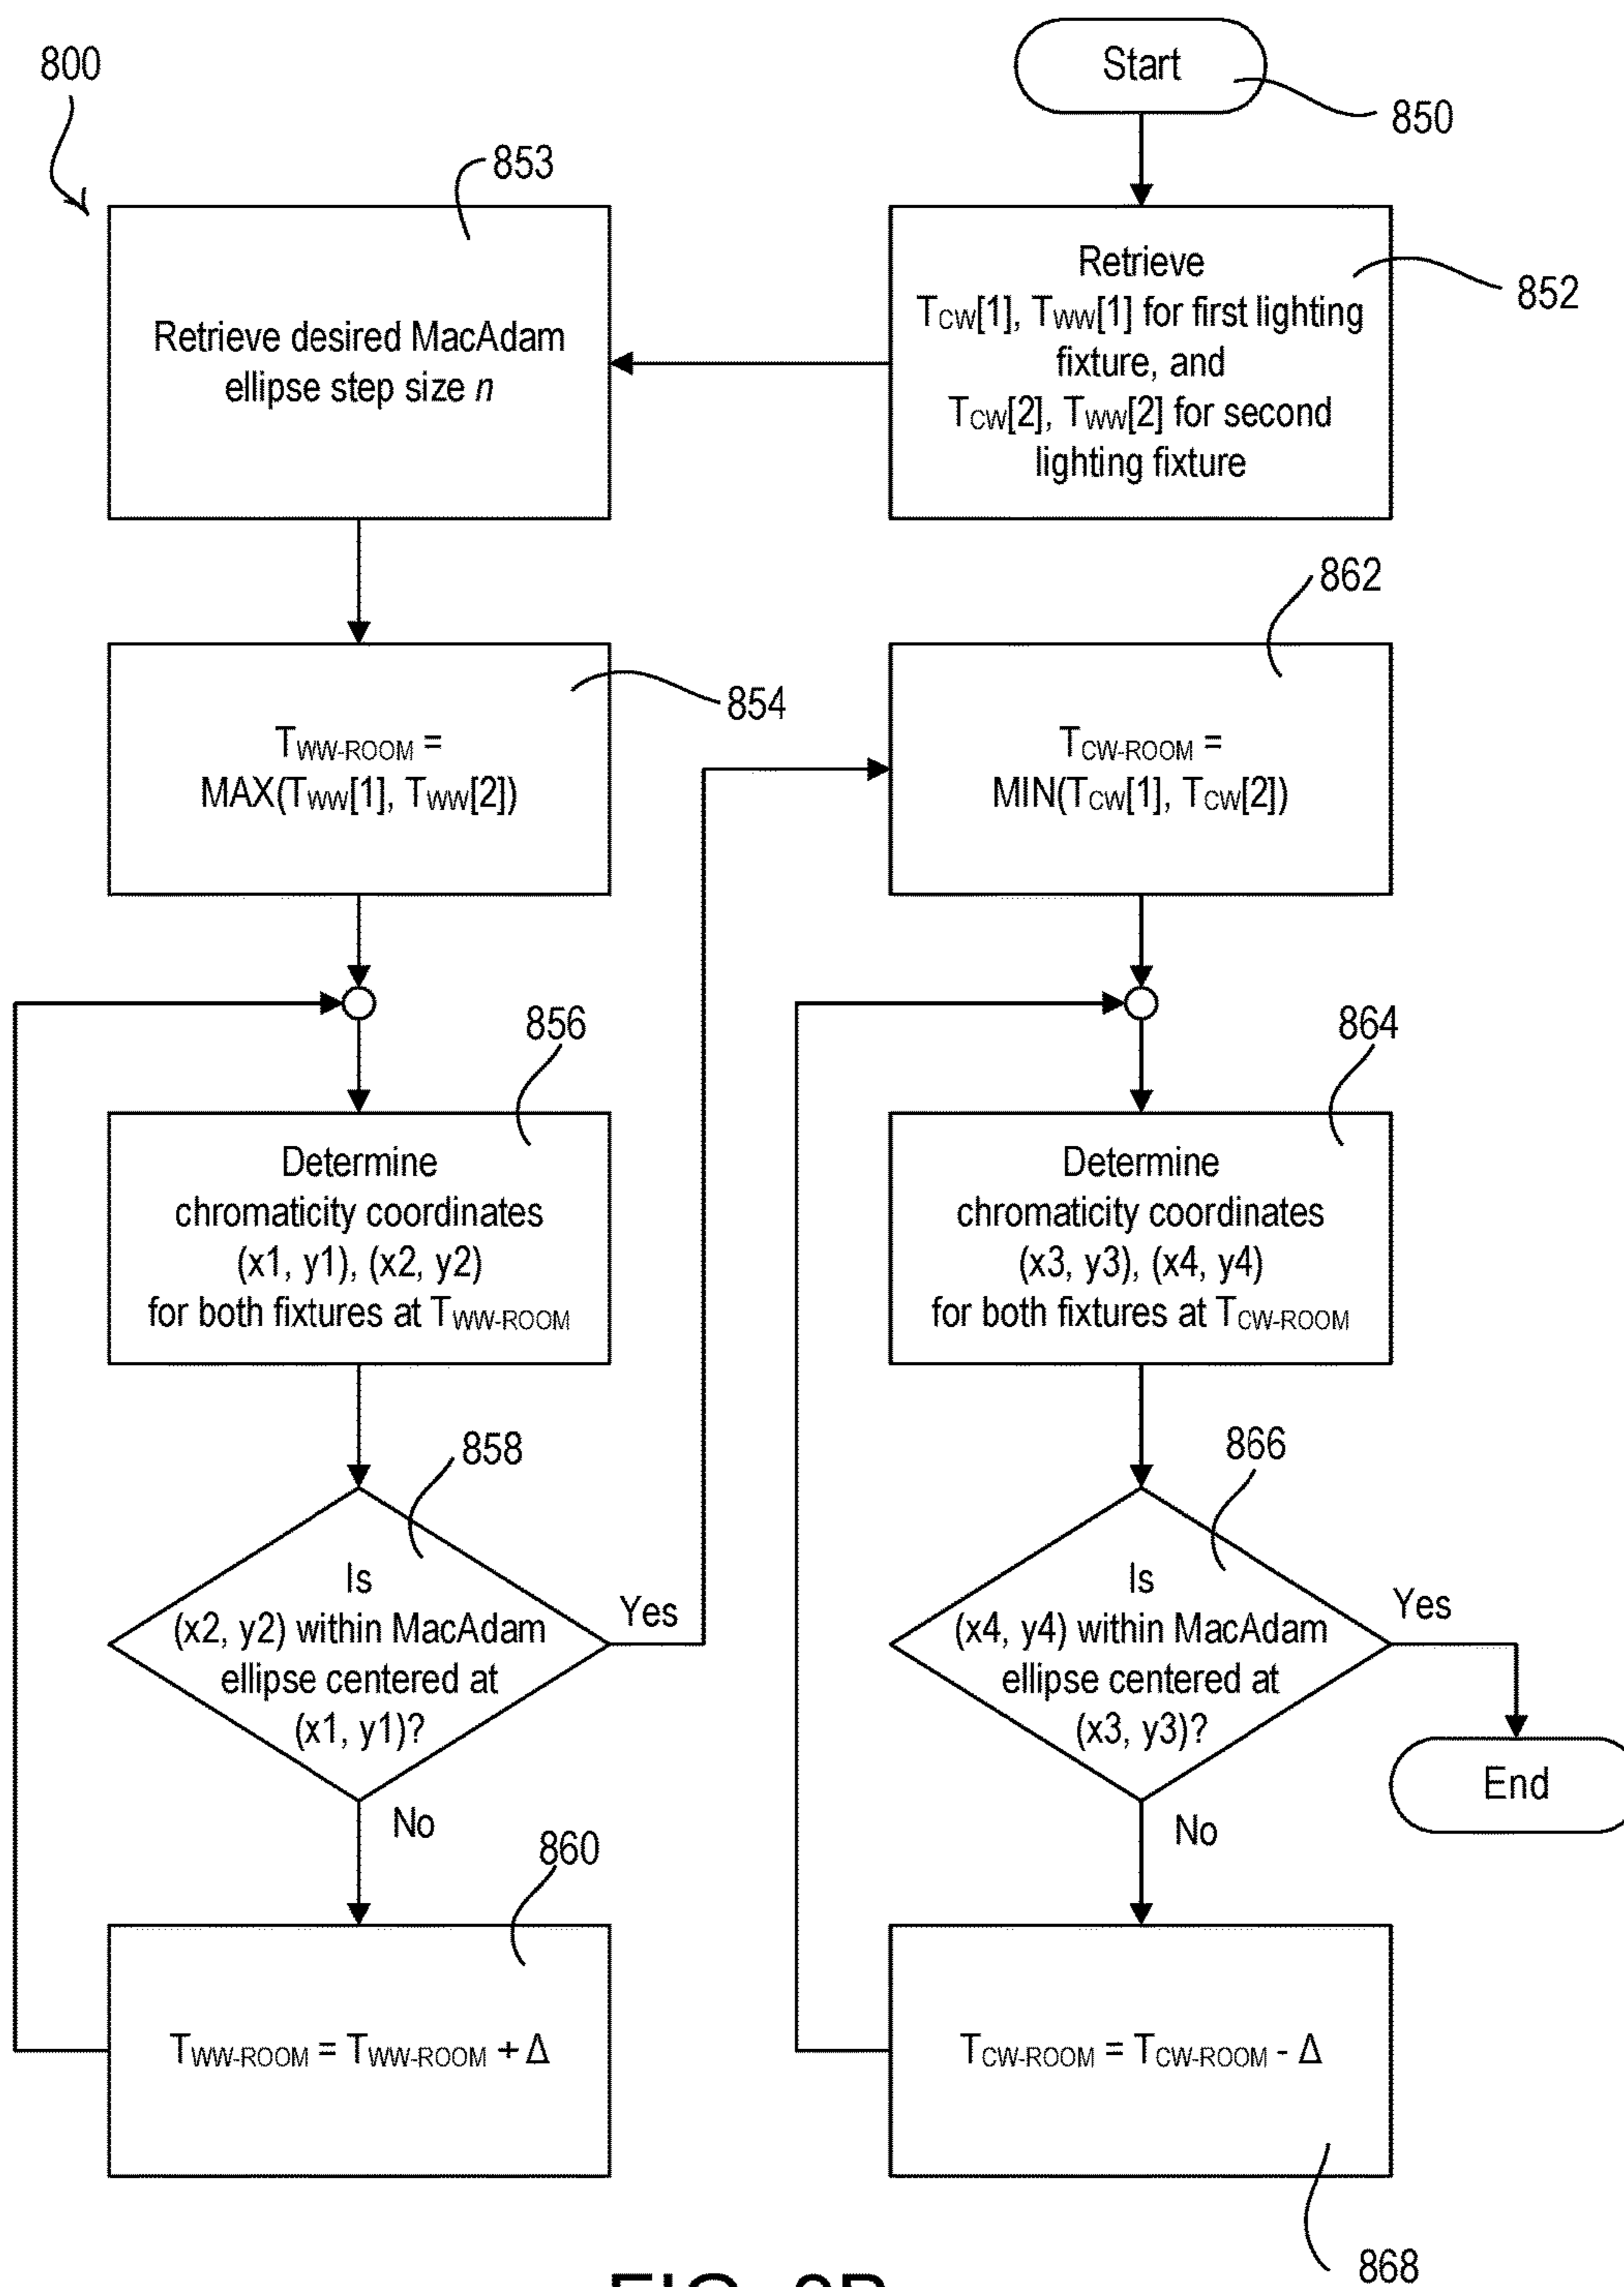 800
Start
850
853
Retrieve desired MacAdam
ellipse step size n
Retrieve
TCW[1], TWW[1] for first lighting
fixture, and
TCW[2], TWW[2] for second
lighting fixture
852
854
TWW-ROOM =
MAX(TWW[1], TWW[2])
862
TCW-ROOM =
MIN(TCW[1], TCW[2])
856
Determine
chromaticity coordinates
(x1, y1), (x2, y2)
for both fixtures at TWW-ROOM
864
Determine
chromaticity coordinates
(x3, y3), (x4, y4)
for both fixtures at TCW-ROOM
858
Is
(x2, y2) within MacAdam
ellipse centered at
(x1, y1)?
Yes
No
866
Is
(x4, y4) within MacAdam
ellipse centered at
(x3, y3)?
Yes
No
End
860
TWW-ROOM = TWW-ROOM + Δ
TCW-ROOM = TCW-ROOM - Δ
868